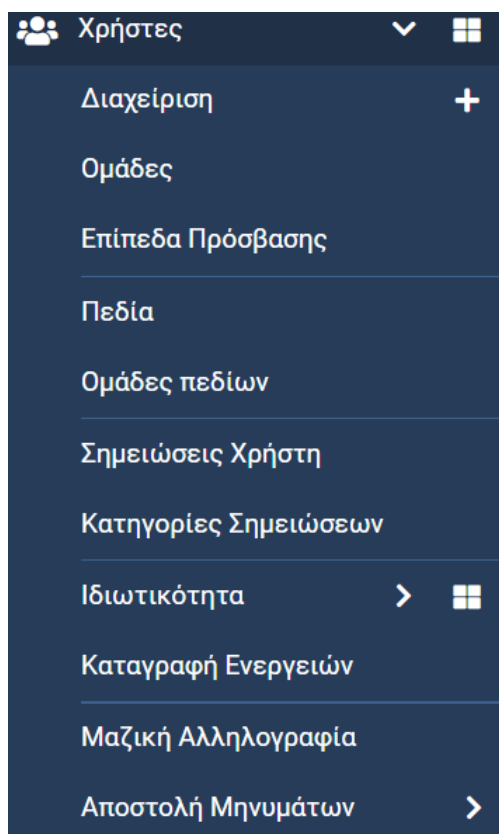 Χρήστες
Διαχείριση
Ομάδες
Επίπεδα Πρόσβασης
Πεδία
Ομάδες πεδίων
Σημειώσεις Χρήστη
Κατηγορίες Σημειώσεων
Ιδιωτικότητα
Καταγραφή Ενεργειών
Μαζική Αλληλογραφία
Αποστολή Μηνυμάτων